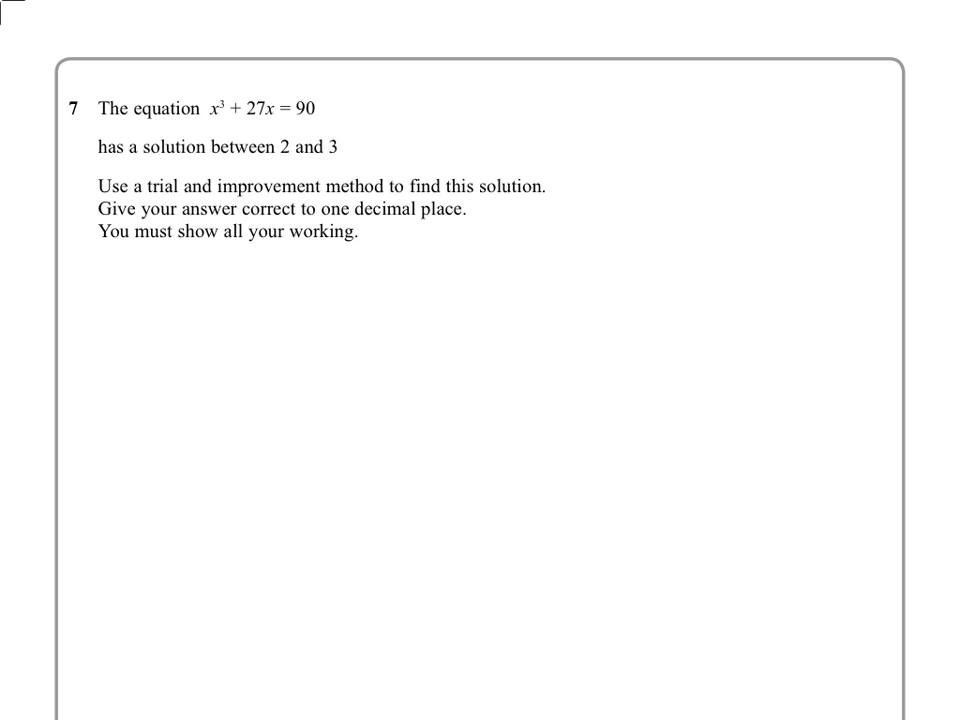 7 The equation x³ + 27x = 90
has a solution between 2 and 3
Use a trial and improvement method to find this solution.
Give your answer correct to one decimal place.
You must show all your working.